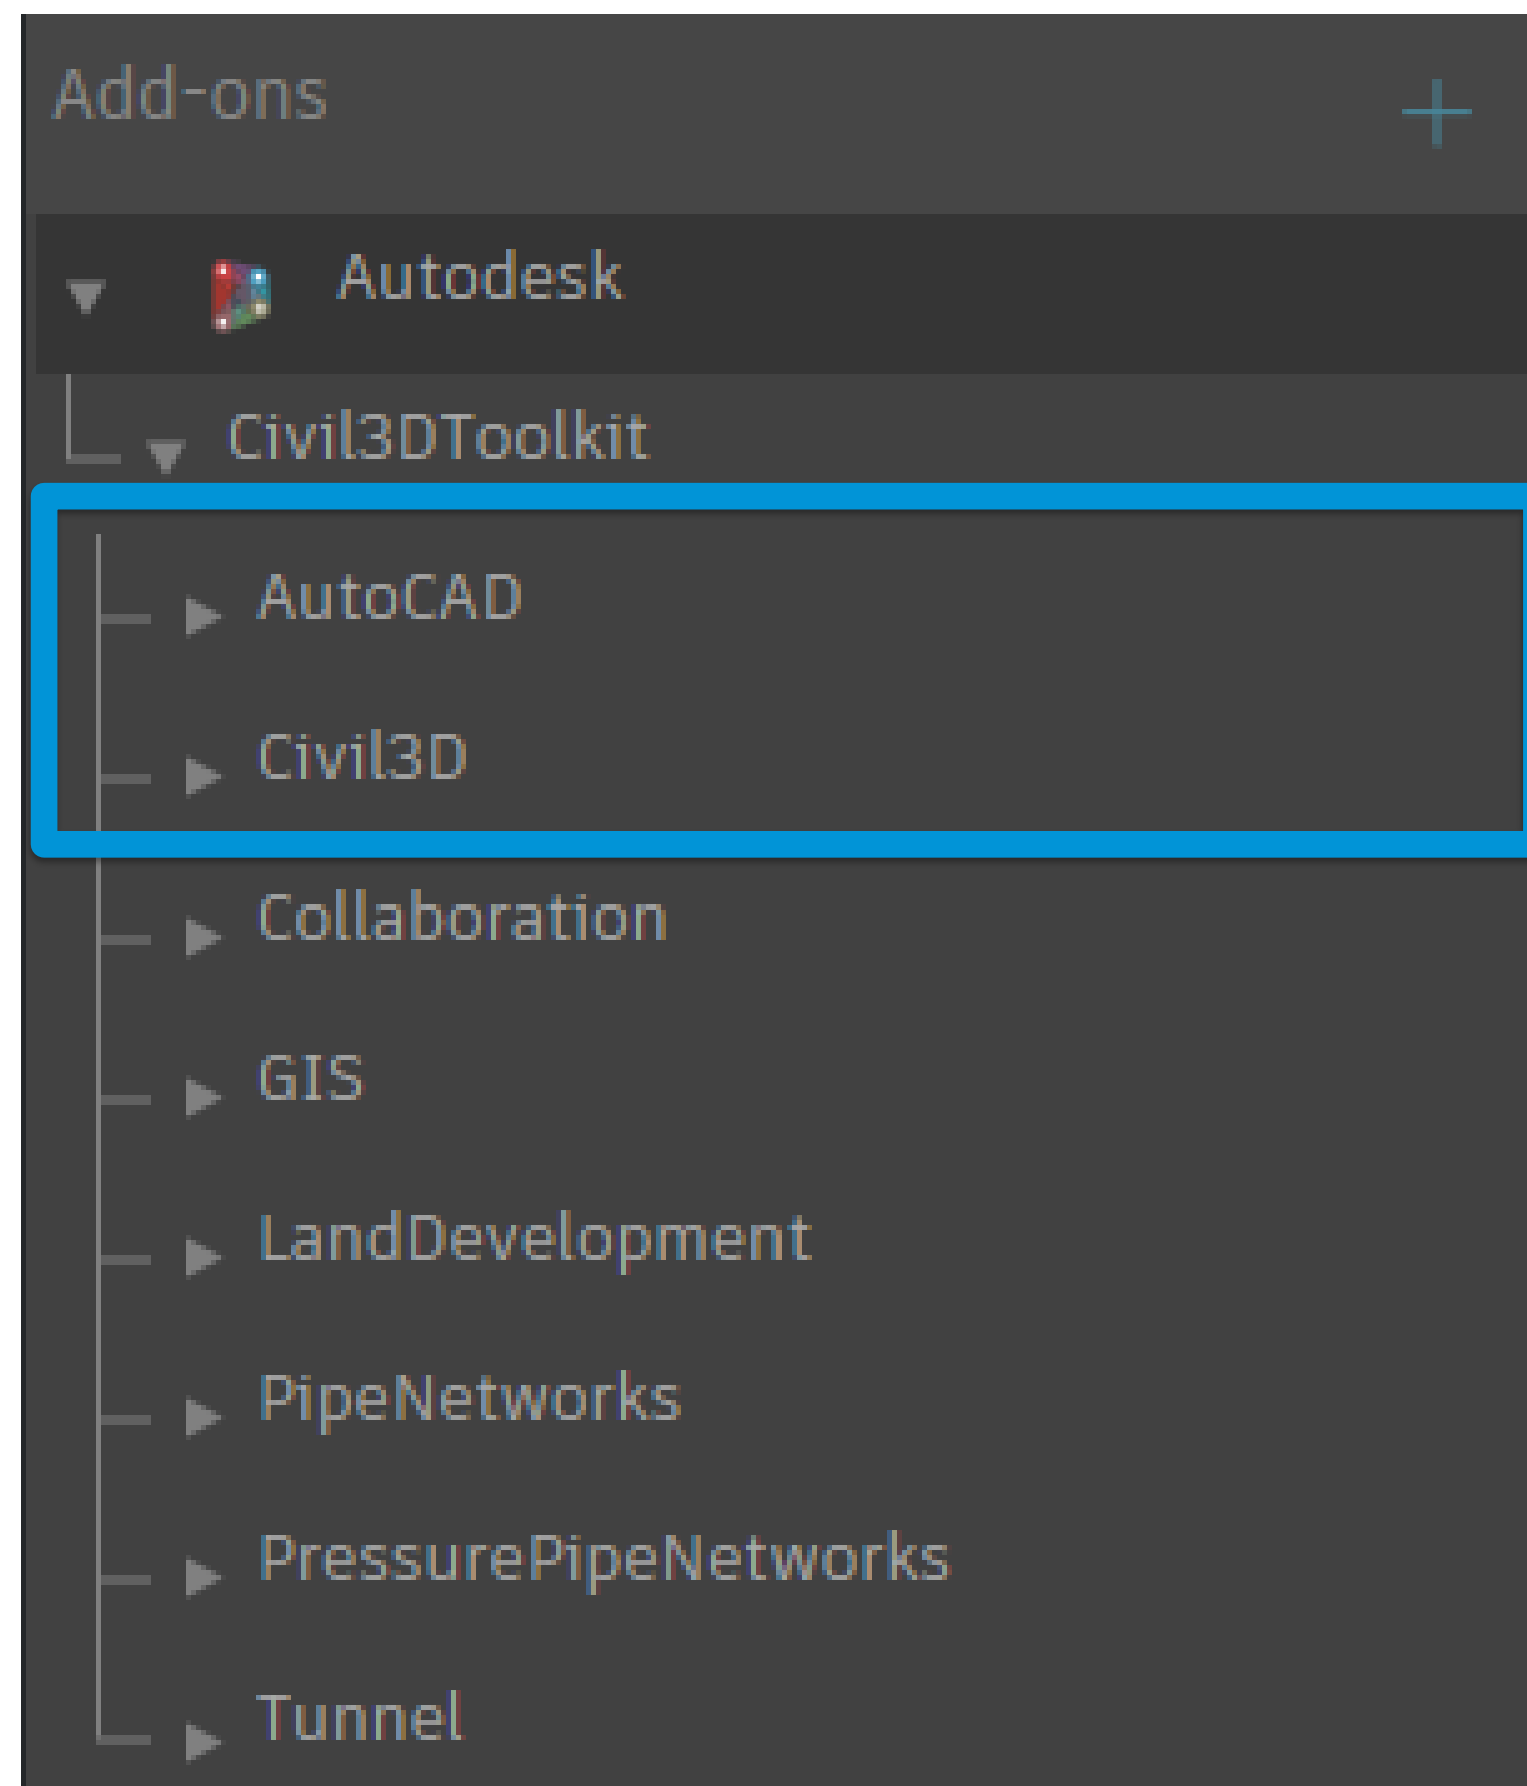 Add-ons
Autodesk
Civil3DToolkit
AutoCAD
Civil3D
Collaboration
GIS
LandDevelopment
PipeNetworks
PressurePipeNetworks
Tunnel